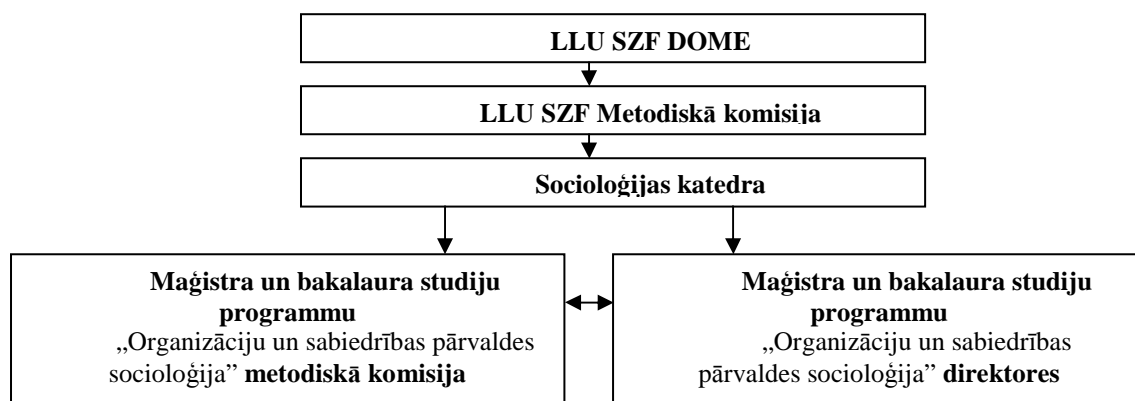 LLU SZF DOME
LLU SZF Metodiskā komisija
Socioloģijas katedra
Maģistra un bakalaura studiju
programmu
„Organizāciju un sabiedrības pārvaldes
socioloģija” metodiskā komisija
Maģistra un bakalaura studiju
programmu
„Organizāciju un sabiedrības
pārvaldes socioloģija” direktores